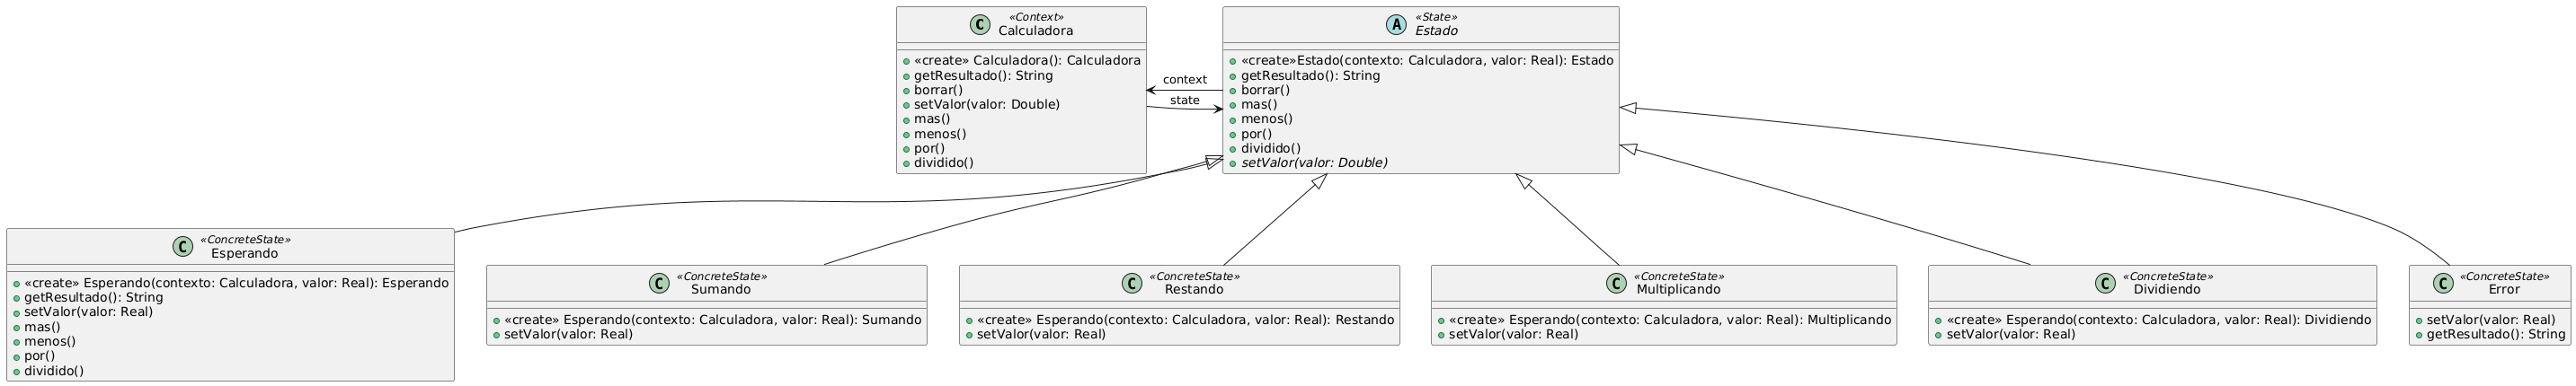 «Context»
C Calculadora
«create» Calculadora(): Calculadora
getResultado(): String
borrar()
setValor(valor: Double)
mas()
menos()
por()
dividido()
context
state
«State»
A Estado
«create»Estado(contexto: Calculadora, valor: Real): Estado
getResultado(): String
borrar()
mas()
menos()
por()
dividido()
setValor(valor: Double)
«ConcreteState»
C Esperando
«create» Esperando(contexto: Calculadora, valor: Real): Esperando
getResultado(): String
setValor(valor: Real)
mas()
menos()
por()
dividido()
«ConcreteState»
C Sumando
«create» Esperando(contexto: Calculadora, valor: Real): Sumando
setValor(valor: Real)
«ConcreteState»
C Restando
«create» Esperando(contexto: Calculadora, valor: Real): Restando
setValor(valor: Real)
«ConcreteState»
C Multiplicando
«create» Esperando(contexto: Calculadora, valor: Real): Multiplicando
setValor(valor: Real)
«ConcreteState»
C Dividiendo
«create» Esperando(contexto: Calculadora, valor: Real): Dividiendo
setValor(valor: Real)
«ConcreteState»
C Error
setValor(valor: Real)
getResultado(): String